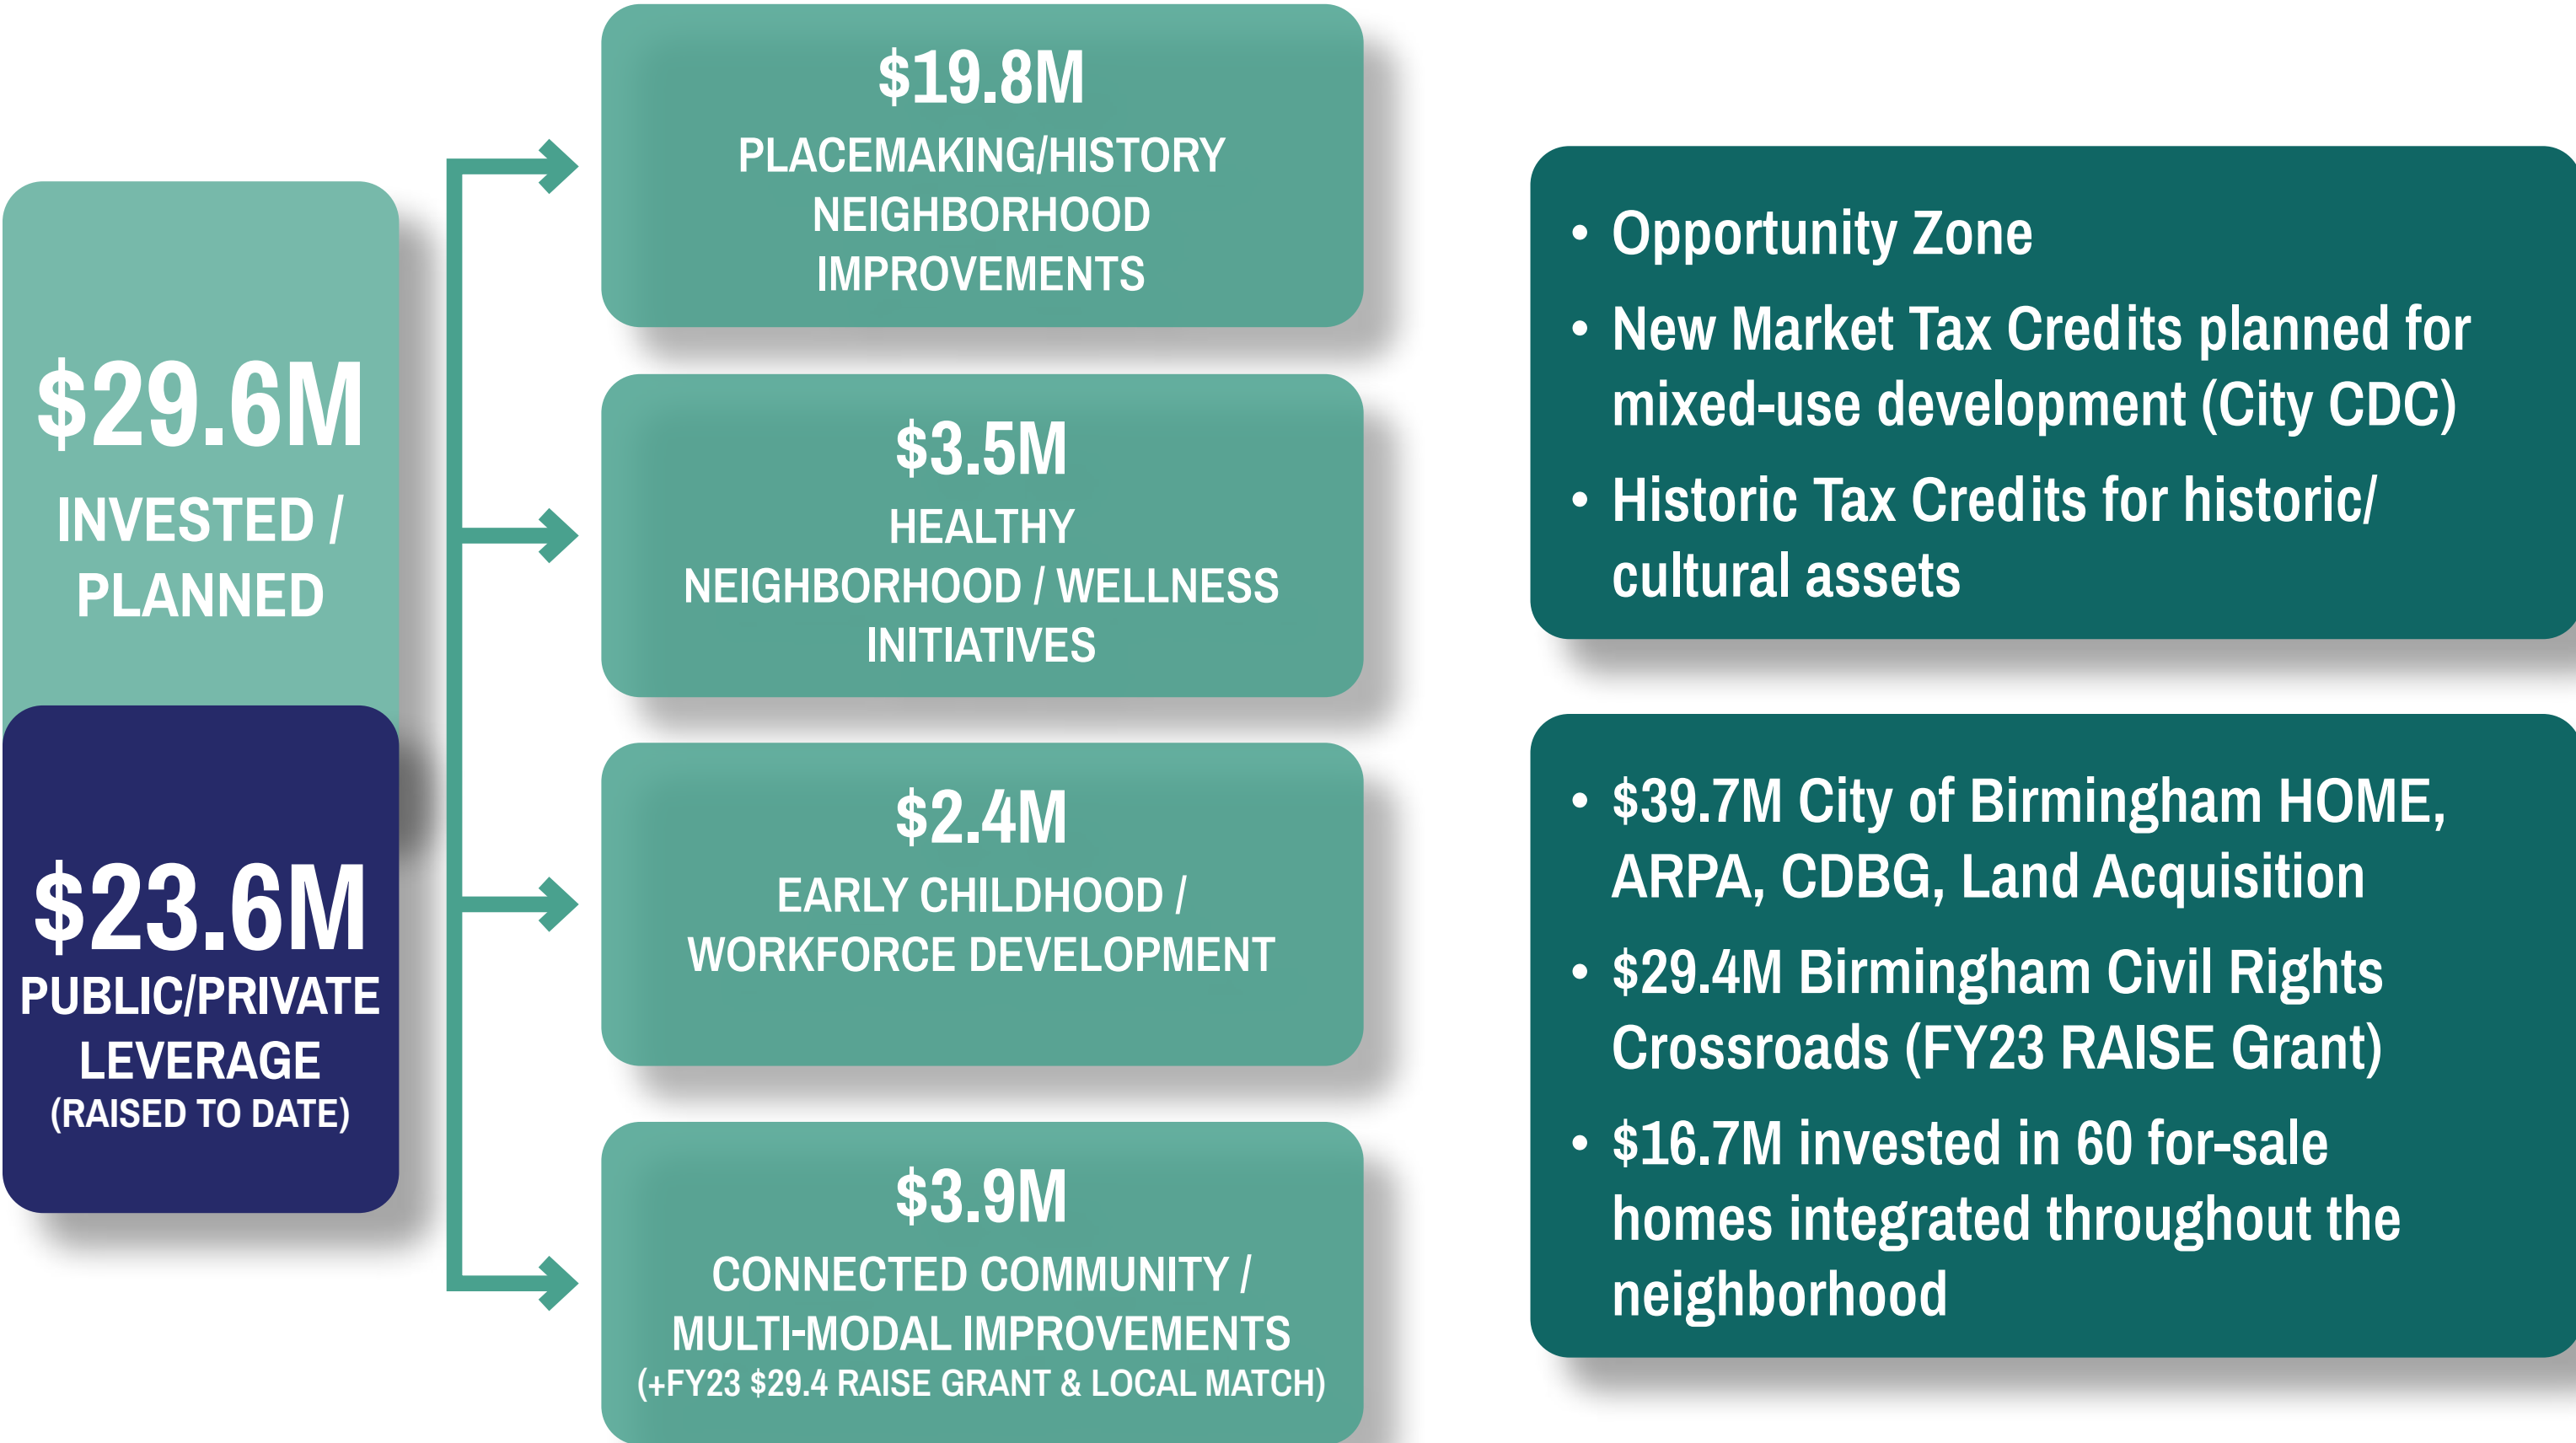 $29.6M
INVESTED /
PLANNED
$23.6M
PUBLIC/PRIVATE
LEVERAGE
(RAISED TO DATE)
$19.8M
PLACEMAKING/HISTORY
NEIGHBORHOOD
IMPROVEMENTS
$3.5M
HEALTHY
NEIGHBORHOOD / WELLNESS
INITIATIVES
$2.4M
EARLY CHILDHOOD /
WORKFORCE DEVELOPMENT
$3.9M
CONNECTED COMMUNITY /
MULTI-MODAL IMPROVEMENTS
(+FY23 $29.4 RAISE GRANT & LOCAL MATCH)
• Opportunity Zone
• New Market Tax Credits planned for
mixed-use development (City CDC)
• Historic Tax Credits for historic/
cultural assets
• $39.7M City of Birmingham HOME,
ARPA, CDBG, Land Acquisition
• $29.4M Birmingham Civil Rights
Crossroads (FY23 RAISE Grant)
• $16.7M invested in 60 for-sale
homes integrated throughout the
neighborhood